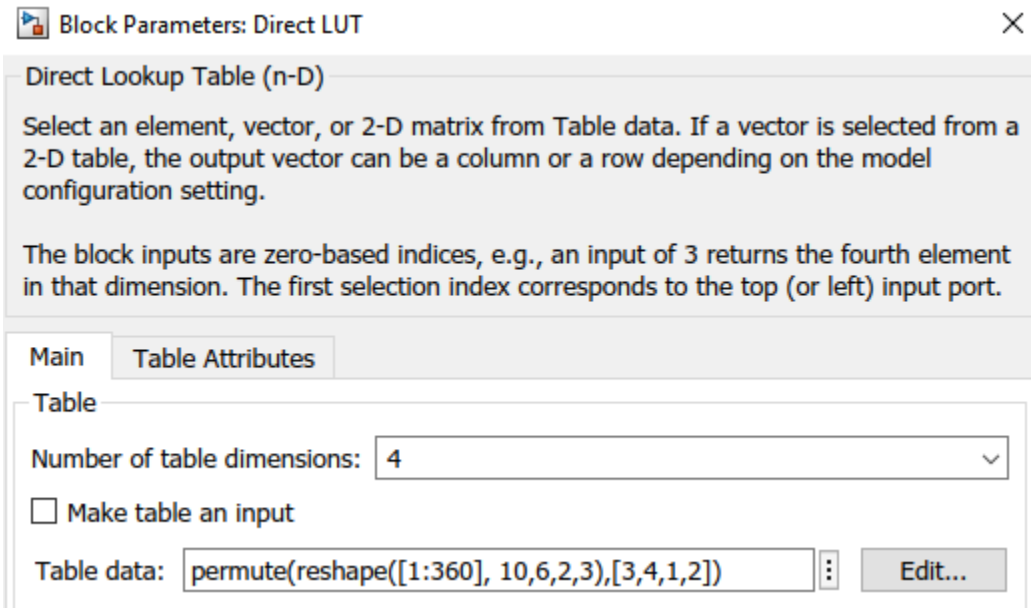 Block Parameters: Direct LUT
Direct Lookup Table (n-D)
Select an element, vector, or 2-D matrix from Table data. If a vector is selected from a
2-D table, the output vector can be a column or a row depending on the model
configuration setting.
The block inputs are zero-based indices, e.g., an input of 3 returns the fourth element
in that dimension. The first selection index corresponds to the top (or left) input port.
Main Table Attributes
Table
Number of table dimensions: 4
Make table an input
Table data: permute(reshape([1:360], 10,6,2,3),[3,4,1,2]) Edit...